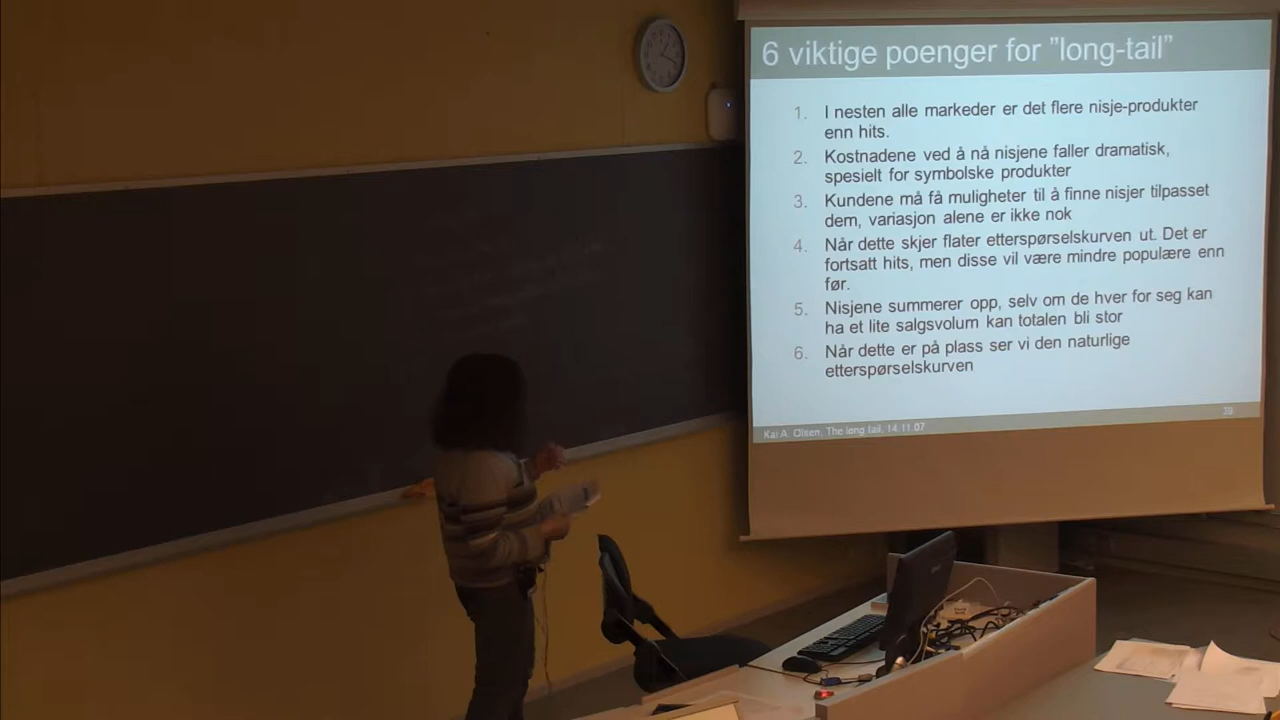 6 viktige poenger for ”long-tail”
1. I nesten alle markeder er det flere nisje-produkter
enn hits.
2. Kostnadene ved å nå nisjene faller dramatisk,
spesielt for symbolske produkter
3. Kundene må få muligheter til å finne nisjer tilpasset
dem, variasjon alene er ikke nok
4. Når dette skjer flater etterspørselskurven ut. Det er
fortsatt hits, men disse vil være mindre populære enn
før.
5. Nisjene summerer opp, selv om de hver for seg kan
ha et lite salgsvolum kan totalen bli stor
6. Når dette er på plass ser vi den naturlige
etterspørselskurven
Kai A. Olsen, The long tail, 14.11.07
39